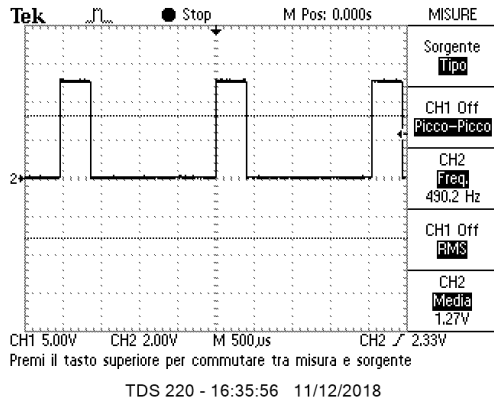 Tek Stop M Pos: 0.000s MISURE
Sorgente
Tipo
CH1 Off
Picco-Picco
CH2
Freq.
490.2 Hz
CH1 Off
RMS
CH2
Media
1.27V
2
CH1 5.00V CH2 2.00V M 500µs CH2 2.33V
Premi il tasto superiore per commutare tra misura e sorgente
TDS 220 - 16:35:56 11/12/2018